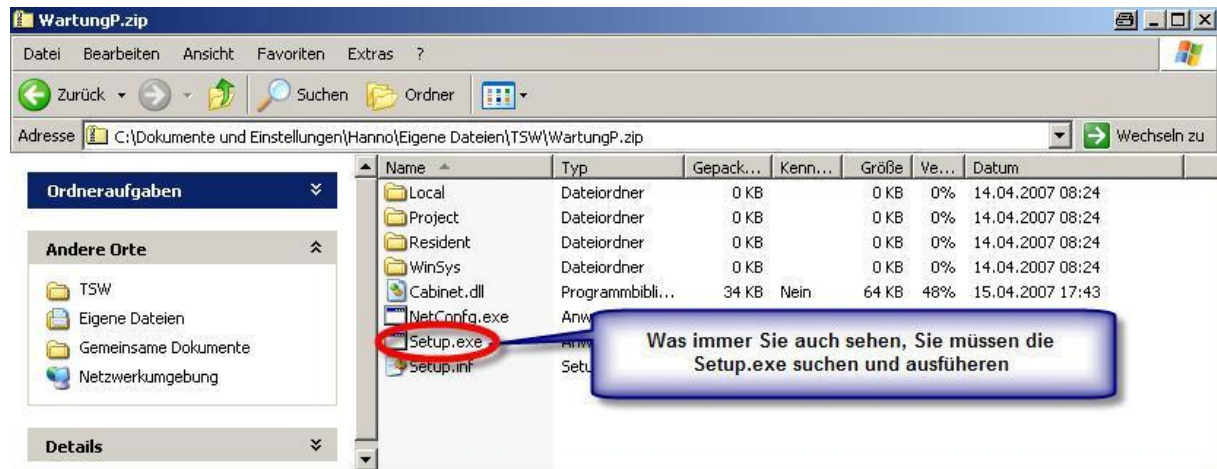 WartungP.zip
Datei Bearbeiten Ansicht Favoriten Extras ?
Zurück Suchen Ordner
Adresse C:\Dokumente und Einstellungen\Hanno\Eigene Dateien\TSW\WartungP.zip Wechseln zu
Ordneraufgaben
Andere Orte
TSW
Eigene Dateien
Gemeinsame Dokumente
Netzwerkumgebung
Details
Name Typ Gepack... Kenn... Größe Ve... Datum
Local Dateiordner 0 KB 0 KB 0% 14.04.2007 08:24
Project Dateiordner 0 KB 0 KB 0% 14.04.2007 08:24
Resident Dateiordner 0 KB 0 KB 0% 14.04.2007 08:24
WinSys Dateiordner 0 KB 0 KB 0% 14.04.2007 08:24
Cabinet.dll Programmbibli... 34 KB Nein 64 KB 48% 15.04.2007 17:43
NetConfg.exe
Setup.exe
Setup.inf
Was immer Sie auch sehen, Sie müssen die
Setup.exe suchen und ausfüheren